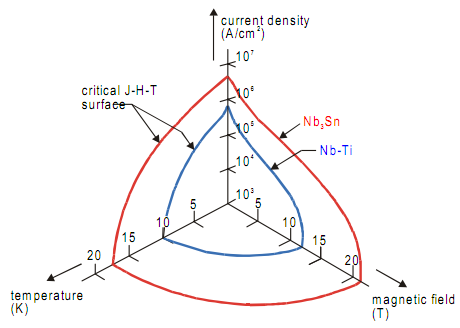 current density
(A/cm²)
10⁷
critical J-H-T
surface
10⁶
Nb₃Sn
10⁵
Nb-Ti
10⁴
10³
5
5
10
10
15
15
20
20
temperature
(K)
magnetic field
(T)